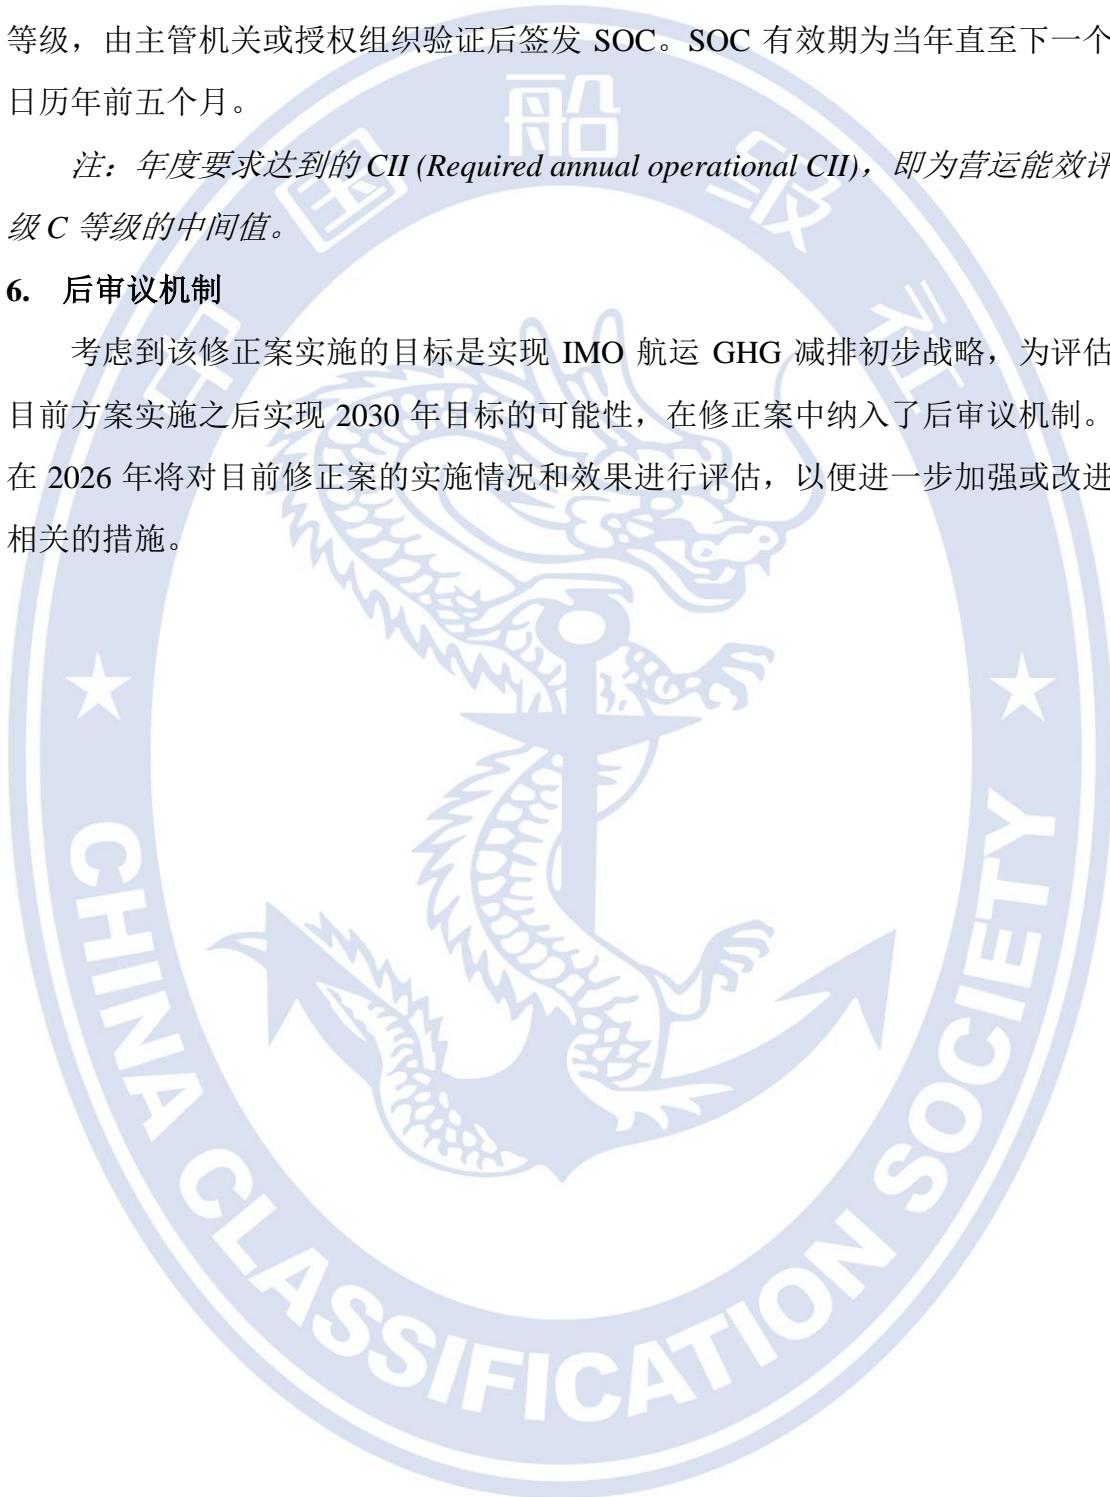 等级，由主管机关或授权组织验证后签发 SOC。SOC 有效期为当年直至下一个
日历年前五个月。
注：年度要求达到的 CII (Required annual operational CII)，即为营运能效评
级 C 等级的中间值。
6. 后审议机制
考虑到该修正案实施的目标是实现 IMO 航运 GHG 减排初步战略，为评估
目前方案实施之后实现 2030 年目标的可能性，在修正案中纳入了后审议机制。
在 2026 年将对目前修正案的实施情况和效果进行评估，以便进一步加强或改进
相关的措施。
中国船级社
CHINA CLASSIFICATION SOCIETY